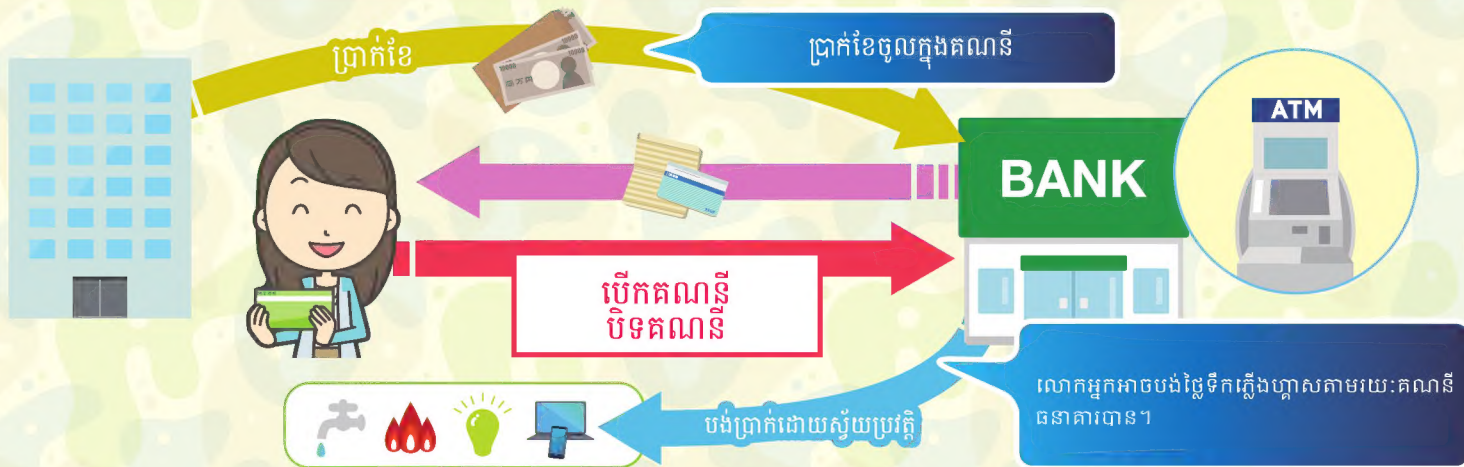 ប្រាក់ខែ
ប្រាក់ខែចូលក្នុងគណនី
ATM
BANK
បើកគណនី
បិទគណនី
លោកអ្នកអាចបង់ថ្លៃទឹកភ្លើងហ្គាសតាមរយៈគណនី
ធនាគារបាន។
បង់ប្រាក់ដោយស្វ័យប្រវត្តិ
10000
10000